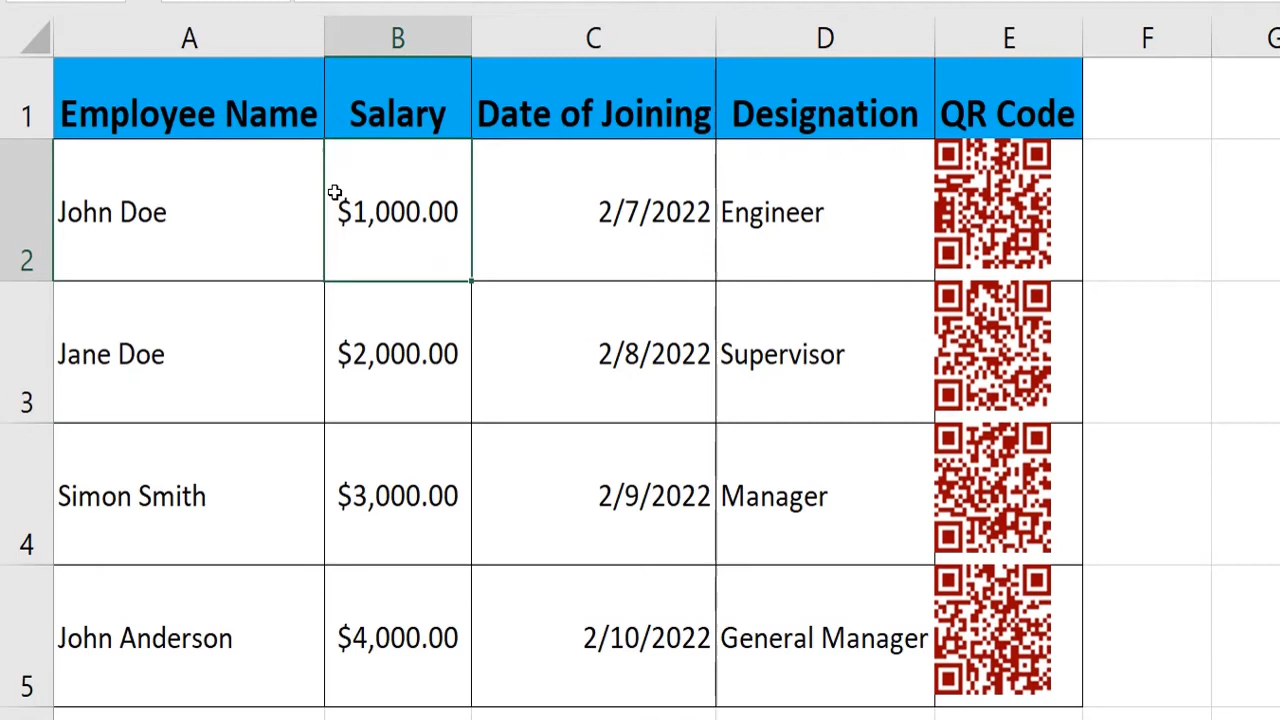 A B C D E F
1 Employee Name Salary Date of Joining Designation QR Code
2 John Doe $1,000.00 2/7/2022 Engineer
3 Jane Doe $2,000.00 2/8/2022 Supervisor
4 Simon Smith $3,000.00 2/9/2022 Manager
5 John Anderson $4,000.00 2/10/2022 General Manager